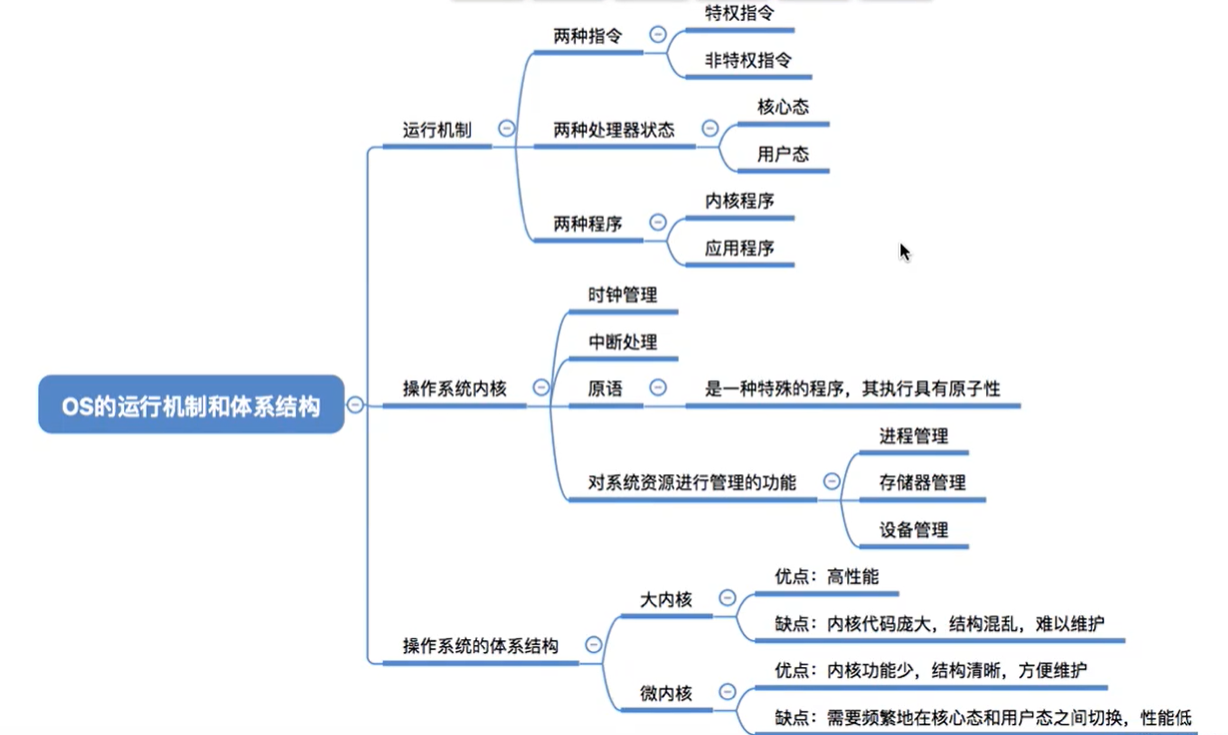 特权指令
两种指令
非特权指令
核心态
运行机制
两种处理器状态
用户态
内核程序
两种程序
应用程序
时钟管理
中断处理
操作系统内核
原语
是一种特殊的程序，其执行具有原子性
OS的运行机制和体系结构
进程管理
对系统资源进行管理的功能
存储器管理
设备管理
优点：高性能
大内核
缺点：内核代码庞大，结构混乱，难以维护
操作系统的体系结构
优点：内核功能少，结构清晰，方便维护
微内核
缺点：需要频繁地在核心态和用户态之间切换，性能低